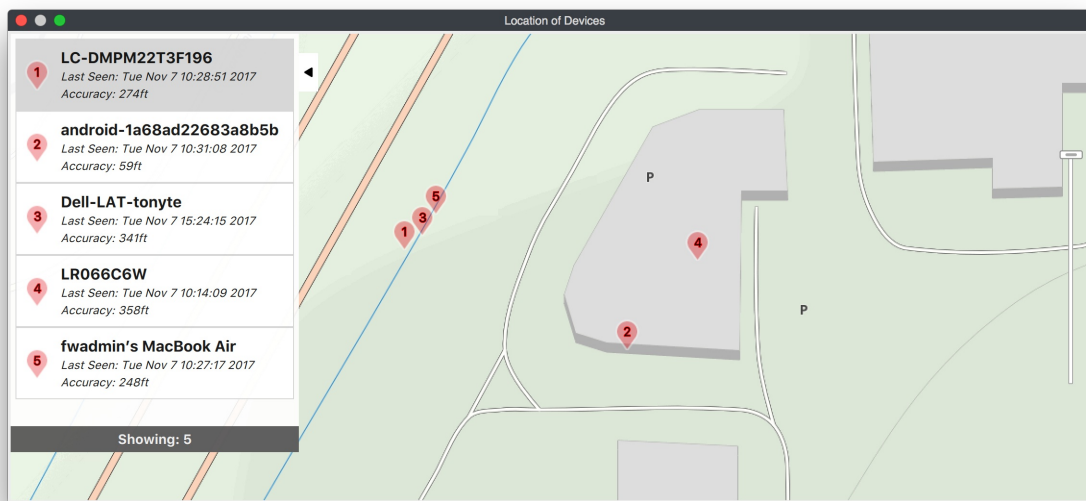 Location of Devices
1
LC-DMPM22T3F196
Last Seen: Tue Nov 7 10:28:51 2017
Accuracy: 274ft
2
android-1a68ad22683a8b5b
Last Seen: Tue Nov 7 10:31:08 2017
Accuracy: 59ft
3
Dell-LAT-tonyte
Last Seen: Tue Nov 7 15:24:15 2017
Accuracy: 341ft
4
LR066C6W
Last Seen: Tue Nov 7 10:14:09 2017
Accuracy: 358ft
5
fwadmin’s MacBook Air
Last Seen: Tue Nov 7 10:27:17 2017
Accuracy: 248ft
Showing: 5
P
5
3
1
4
P
2